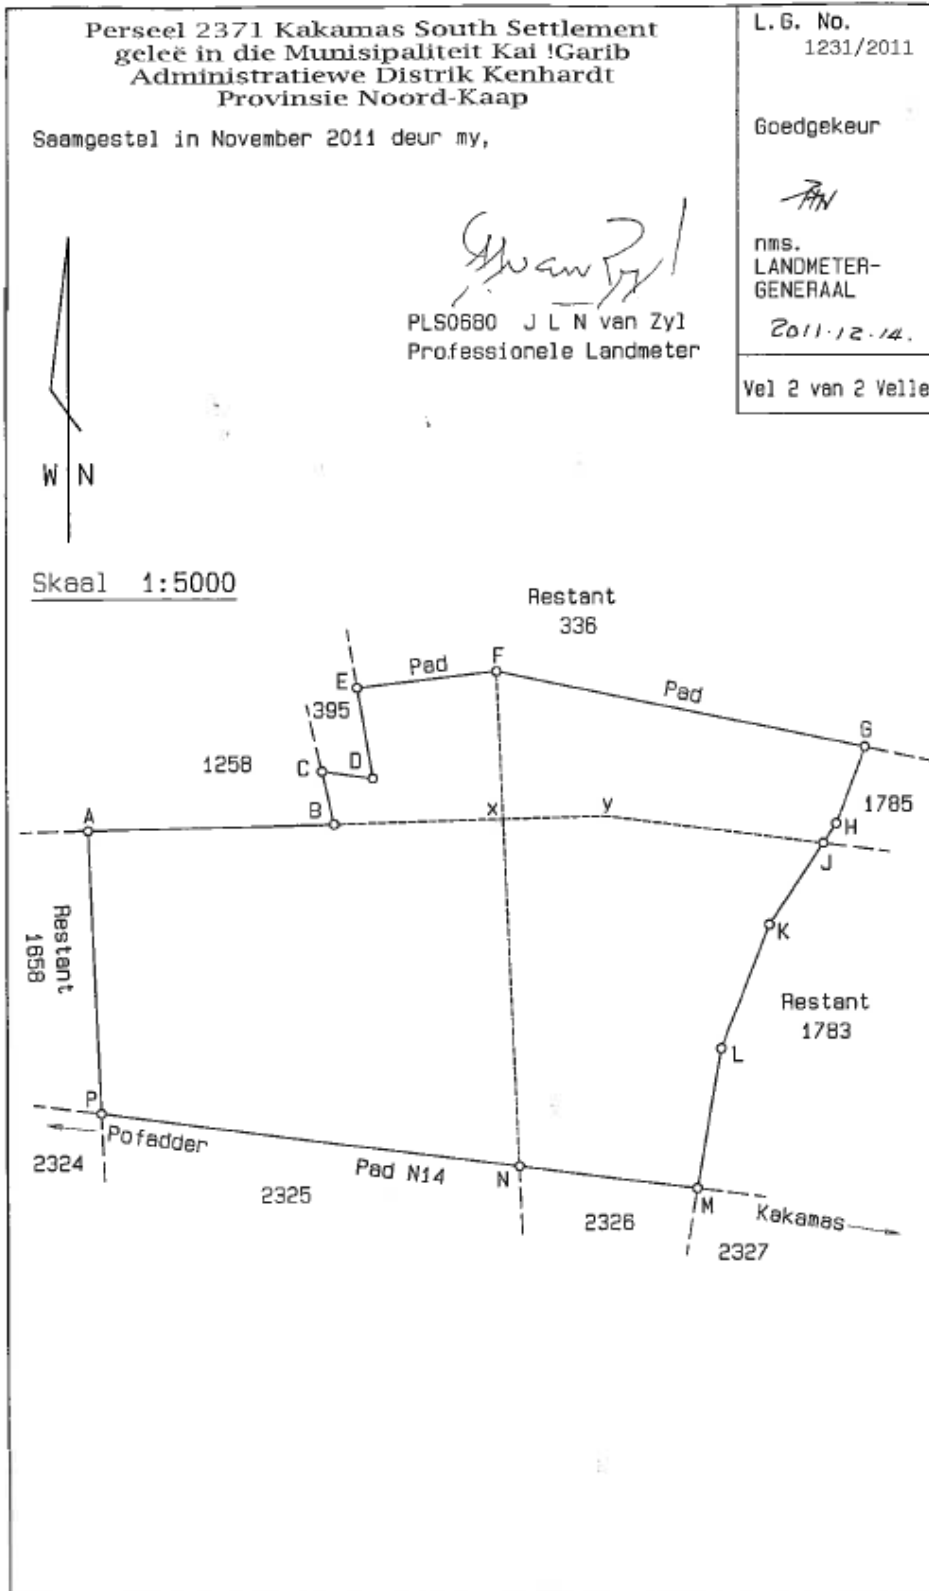 Perseel 2371 Kakamas South Settlement
geleë in die Munisipaliteit Kai !Garib
Administratiewe Distrik Kenhardt
Provinsie Noord-Kaap
Saamgestel in November 2011 deur my,
PLS0680 J L N van Zyl
Professionele Landmeter
L.G. No.
1231/2011
Goedgekeur
nms.
LANDMETER-
GENERAAL
2011.12.14.
Vel 2 van 2 Velle
W N
Skaal 1:5000
Restant
336
F
E
Pad
Pad
395
G
1258
C
D
1785
A
B
x
y
H
J
Restant
1658
K
Restant
1783
L
P
Pofadder
2324
Pad N14
N
2325
M
2326
Kakamas
2327